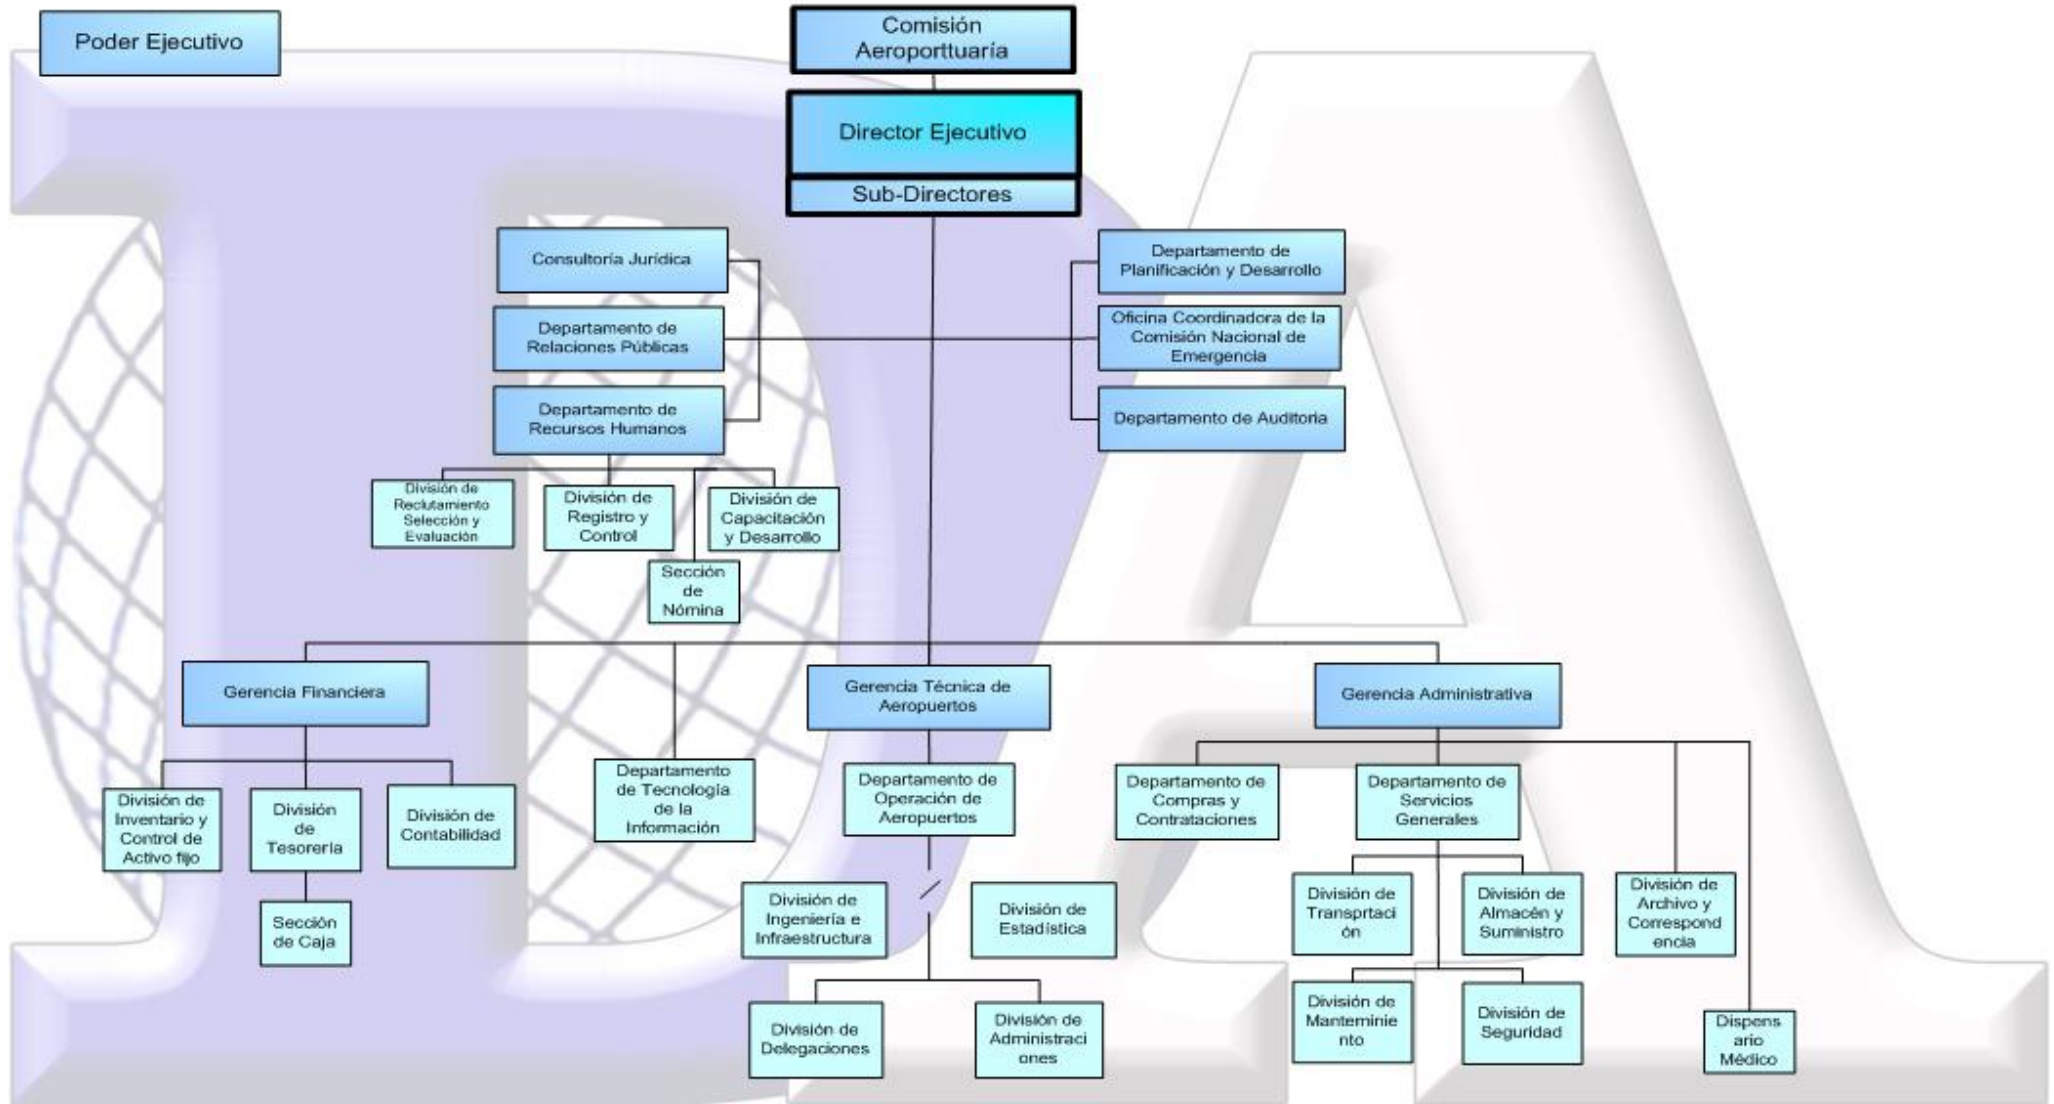 Poder Ejecutivo
Comisión
Aeroporttuaría
Director Ejecutivo
Sub-Directores
Consultoría Jurídica
Departamento de
Planificación y Desarrollo
Departamento de
Relaciones Públicas
Oficina Coordinadora de la
Comisión Nacional de
Emergencia
Departamento de
Recursos Humanos
Departamento de Auditoria
División de
Reclutamiento
Selección y
Evaluación
División de
Registro y
Control
División de
Capacitación
y Desarrollo
Sección
de
Nómina
Gerencia Financiera
Gerencia Técnica de
Aeropuertos
Gerencia Administrativa
División de
Inventario y
Control de
Activo fijo
División
de
Tesorería
División de
Contabilidad
Departamento
de Tecnología
de la
Información
Departamento de
Operación de
Aeropuertos
Departamento de
Compras y
Contrataciones
Departamento de
Servicios
Generales
Sección
de Caja
División de
Ingeniería e
Infraestructura
División de
Estadística
División de
Transprtaci
ón
División de
Almacén y
Suministro
División de
Archivo y
Correspond
encia
División de
Delegaciones
División de
Administraci
ones
División de
Manteminie
nto
División de
Seguridad
Dispens
ario
Médico
IDA